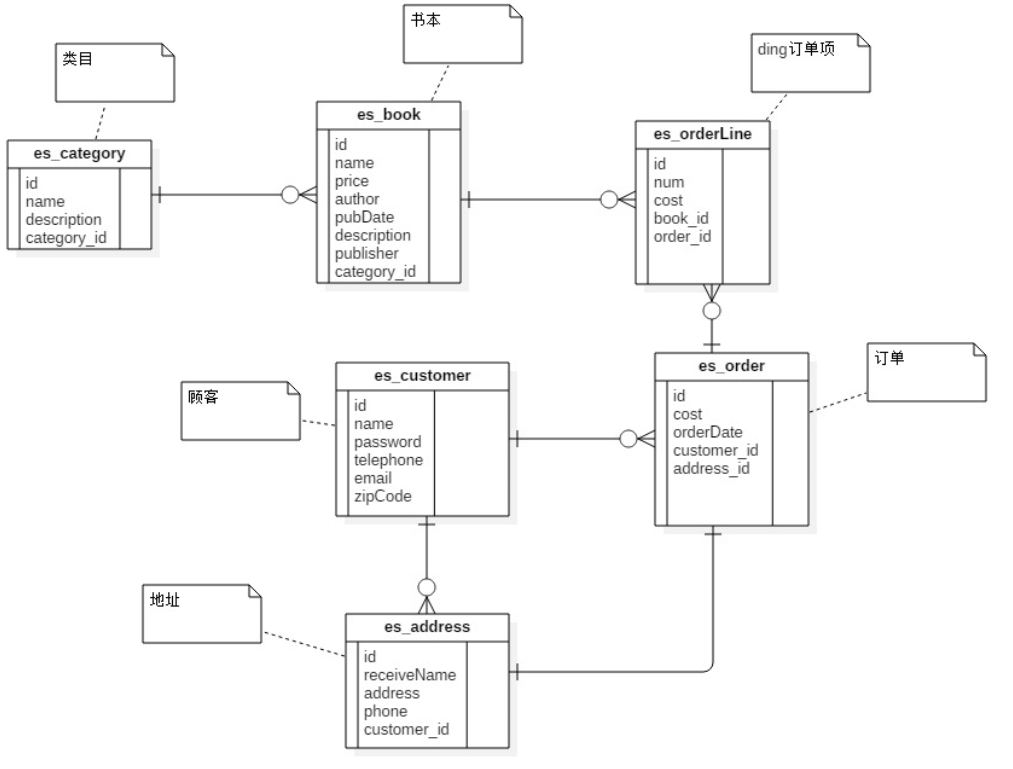 书本
类目
ding订单项
es_book
id
name
price
author
pubDate
description
publisher
category_id
es_orderLine
id
num
cost
book_id
order_id
es_category
id
name
description
category_id
订单
es_order
id
cost
orderDate
customer_id
address_id
es_customer
id
name
password
telephone
email
zipCode
顾客
地址
es_address
id
receiveName
address
phone
customer_id